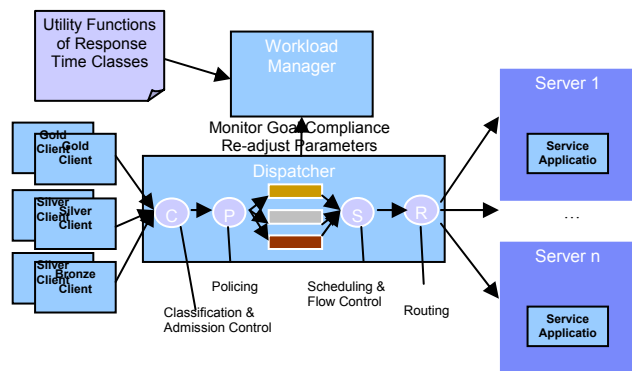 Utility Functions
of Response
Time Classes
Workload
Manager
Server 1
Service
Applicatio
Monitor Goal Compliance
Re-adjust Parameters
Dispatcher
Gold
Client
Gold
Client
Silver
Client
Silver
Client
Silver
Client
Bronze
Client
C
P
S
R
...
Policing
Scheduling &
Flow Control
Classification &
Admission Control
Routing
Server n
Service
Applicatio